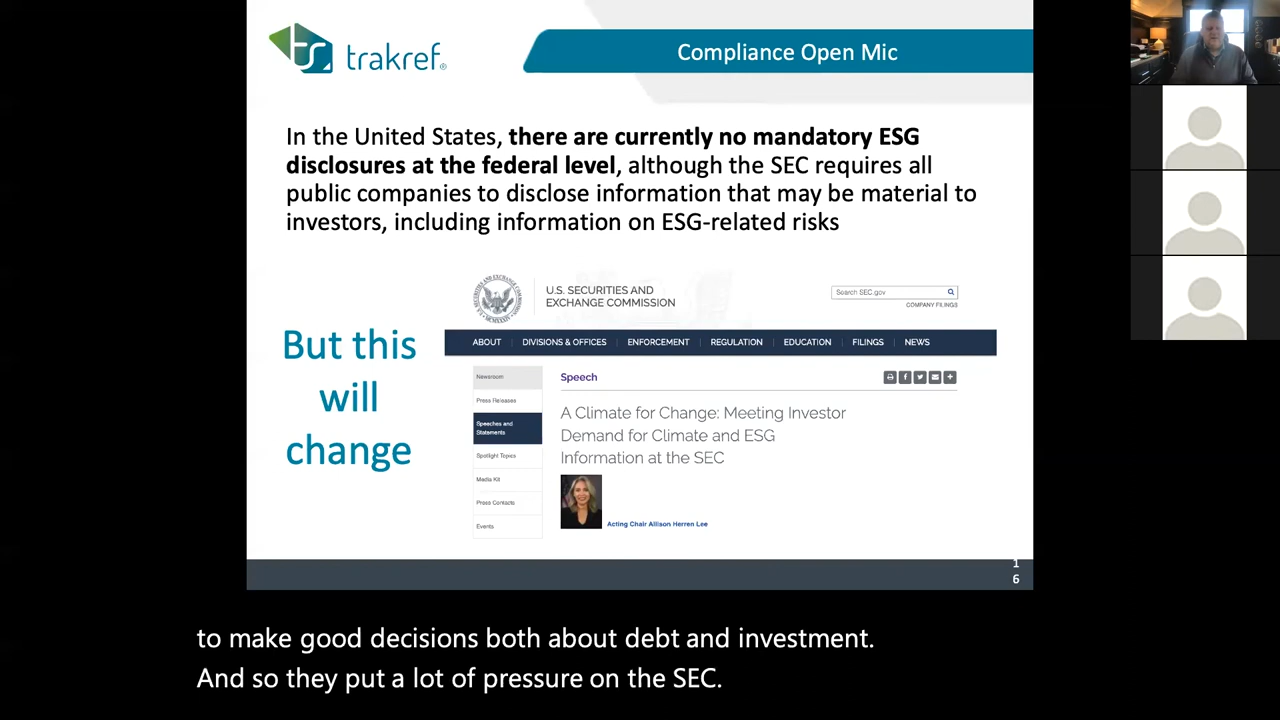 ts trakref®
Compliance Open Mic
In the United States, there are currently no mandatory ESG
disclosures at the federal level, although the SEC requires all
public companies to disclose information that may be material to
investors, including information on ESG-related risks
But this
will
change
U.S. SECURITIES AND
EXCHANGE COMMISSION
Search SEC.gov
COMPANY FILINGS
ABOUT DIVISIONS & OFFICES ENFORCEMENT REGULATION EDUCATION FILINGS NEWS
Newsroom
Press Releases
Speeches and
Statements
Spotlight Topics
Media Kit
Press Contacts
Events
Speech
A Climate for Change: Meeting Investor
Demand for Climate and ESG
Information at the SEC
Acting Chair Allison Herren Lee
1
6
to make good decisions both about debt and investment.
And so they put a lot of pressure on the SEC.